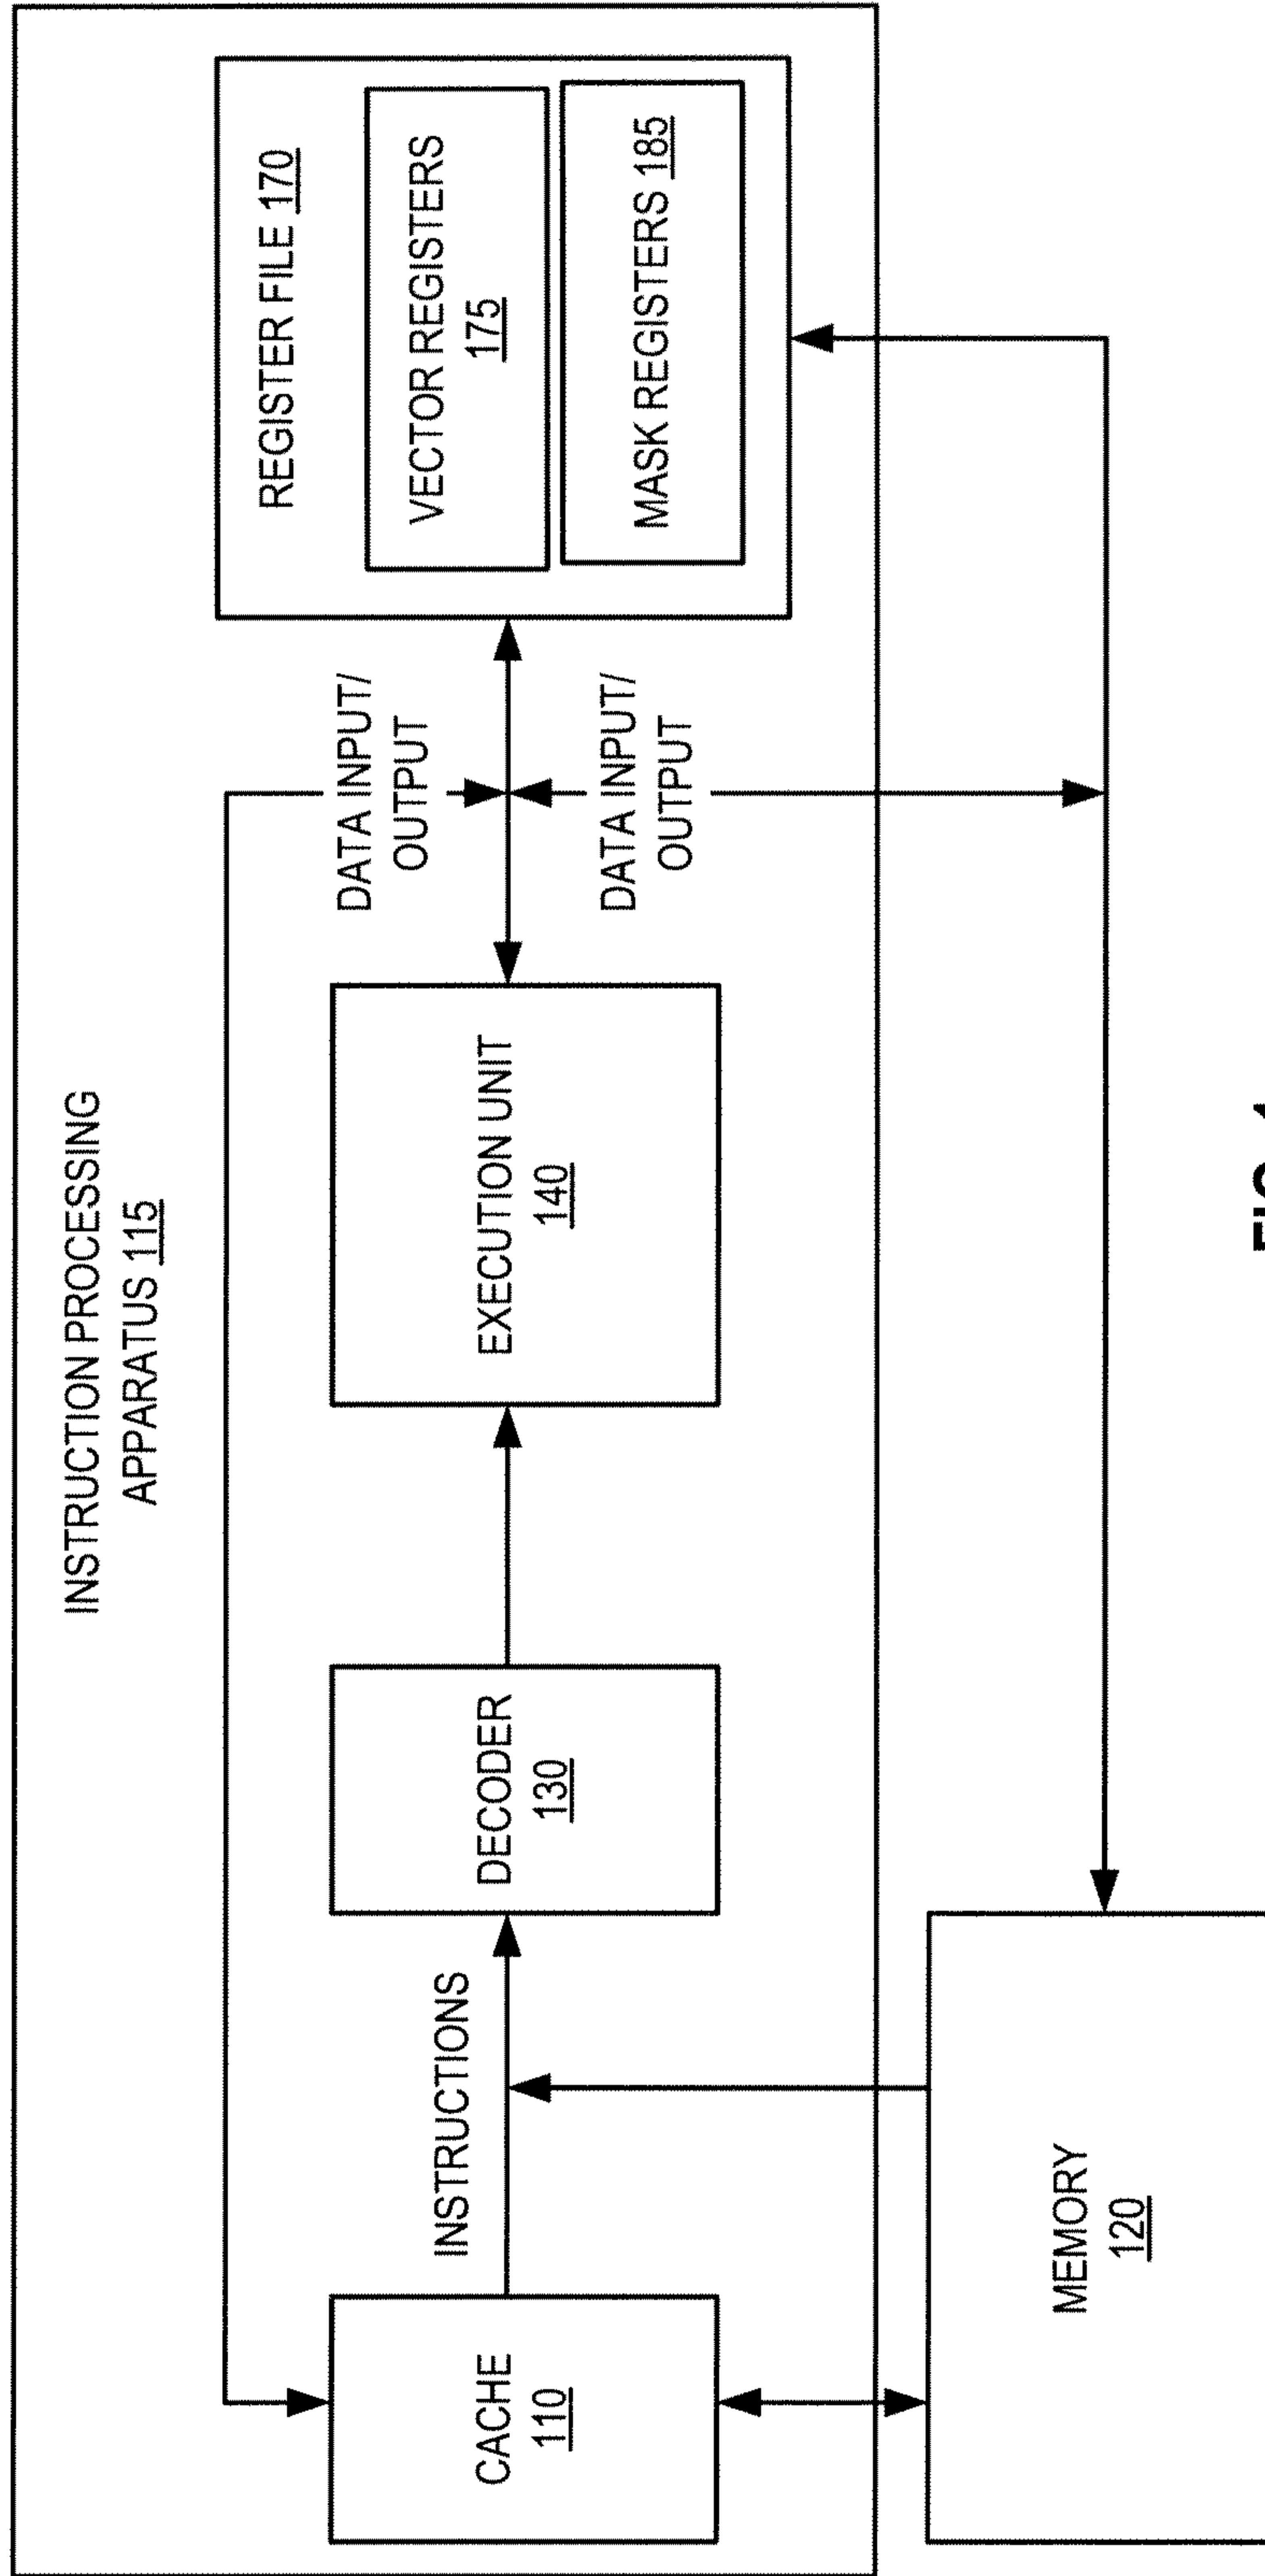 INSTRUCTION PROCESSING
APPARATUS 115
CACHE
110
INSTRUCTIONS
DECODER
130
EXECUTION UNIT
140
DATA INPUT/
OUTPUT
DATA INPUT/
OUTPUT
REGISTER FILE 170
VECTOR REGISTERS
175
MASK REGISTERS 185
MEMORY
120